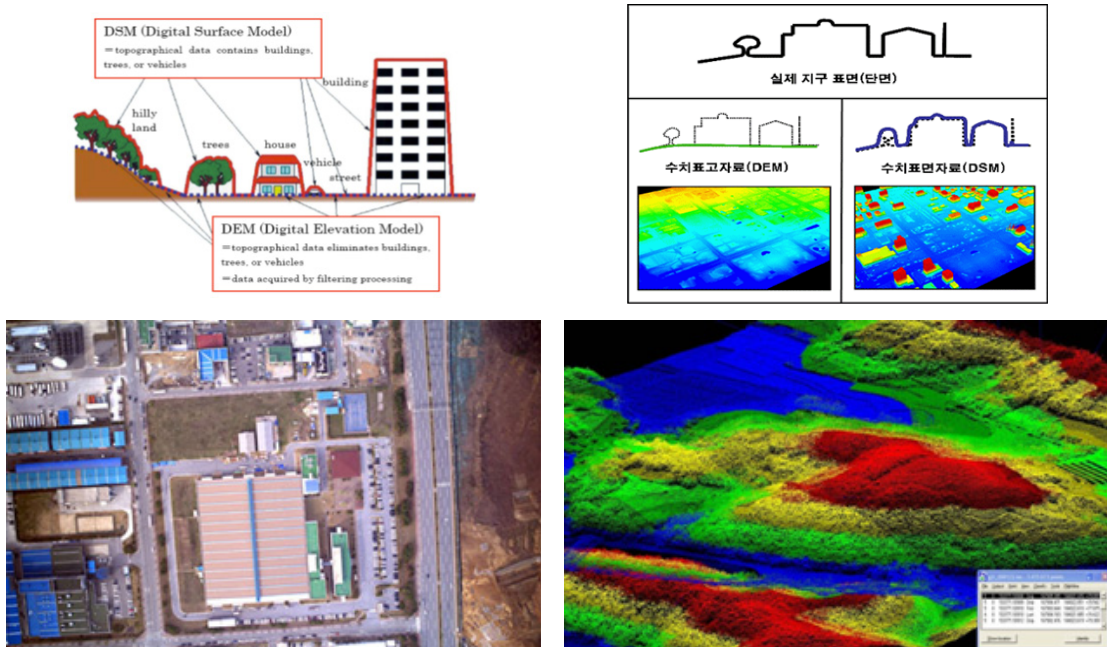 DSM (Digital Surface Model)
=topographical data contains buildings,
trees, or vehicles
building
hilly
land
trees
house
vehicle
street
DEM (Digital Elevation Model)
=topographical data eliminates buildings,
trees, or vehicles
=data acquired by filtering processing
실제 지구 표면(단면)
수치표고자료(DEM)
수치표면자료(DSM)